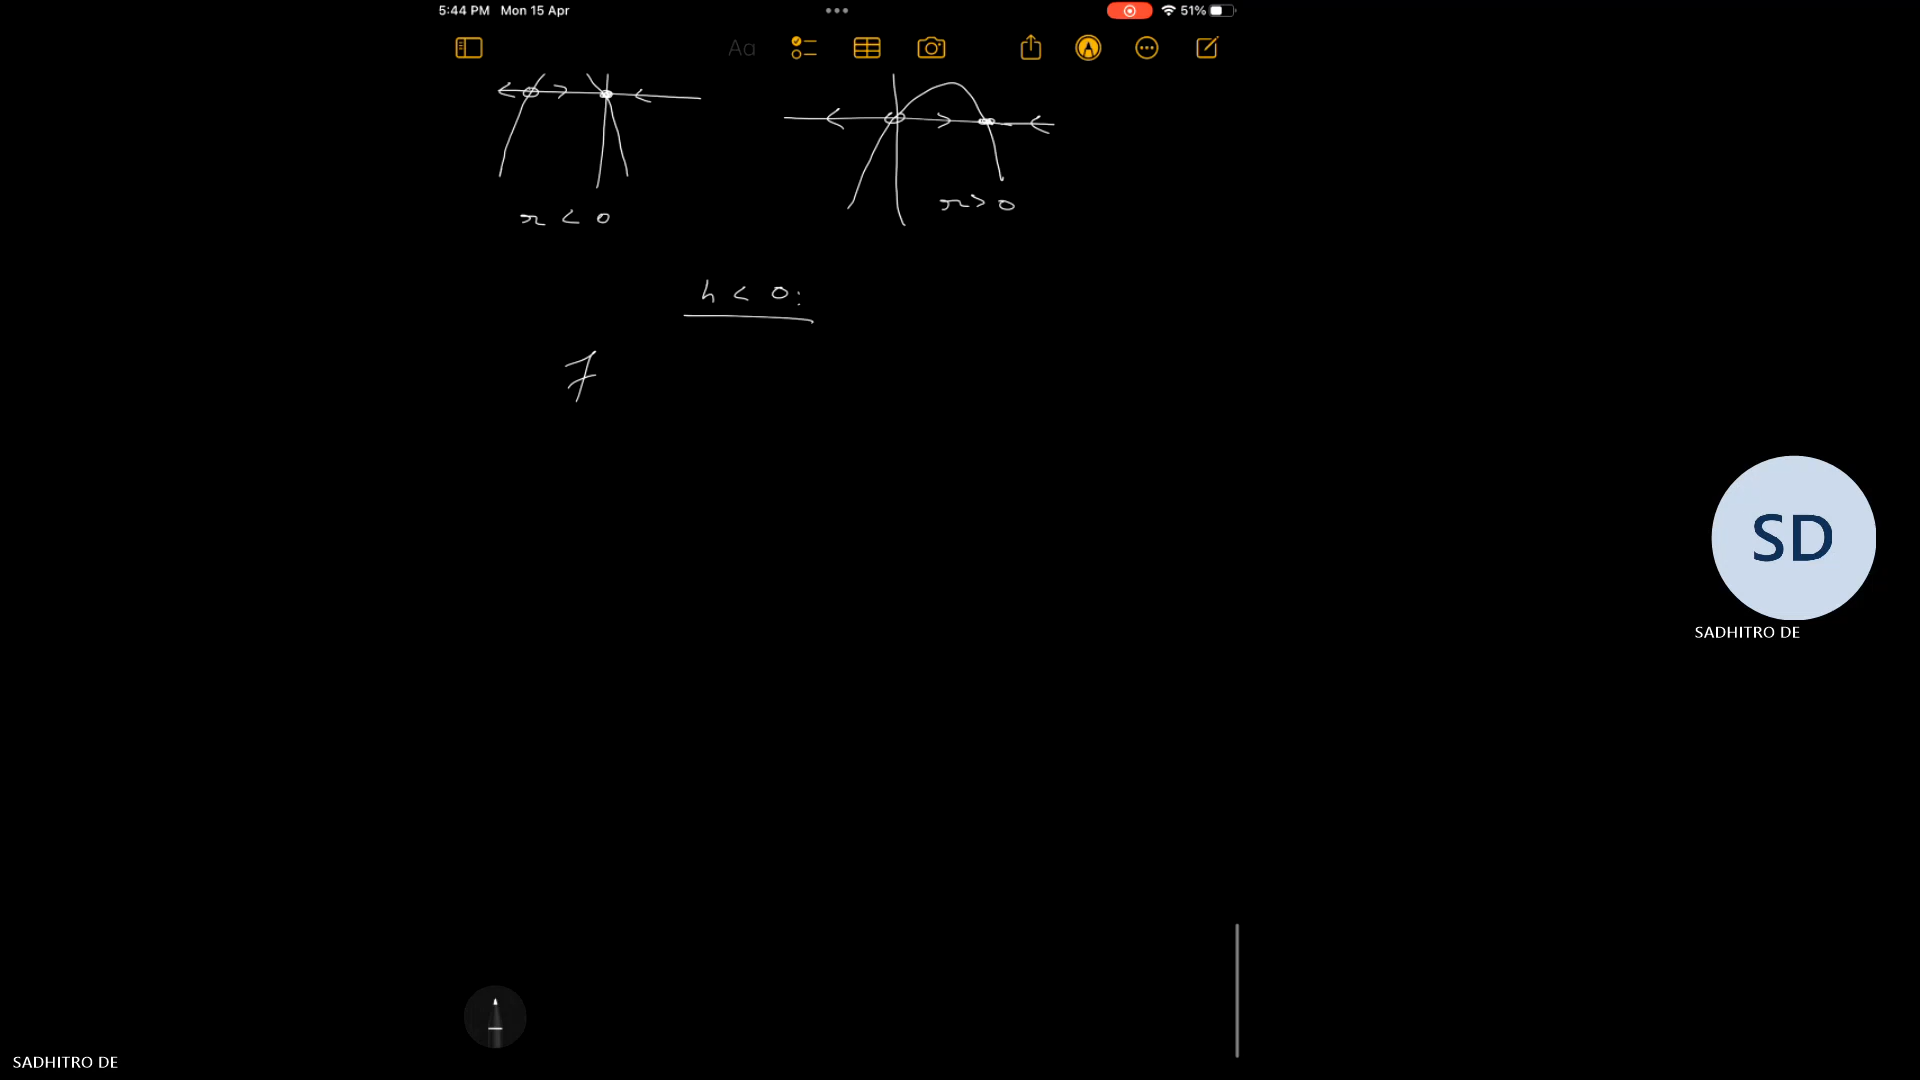 5:44 PM Mon 15 Apr
51%
Aa
r < 0
r > 0
h < 0:
SD
SADHITRO DE
SADHITRO DE